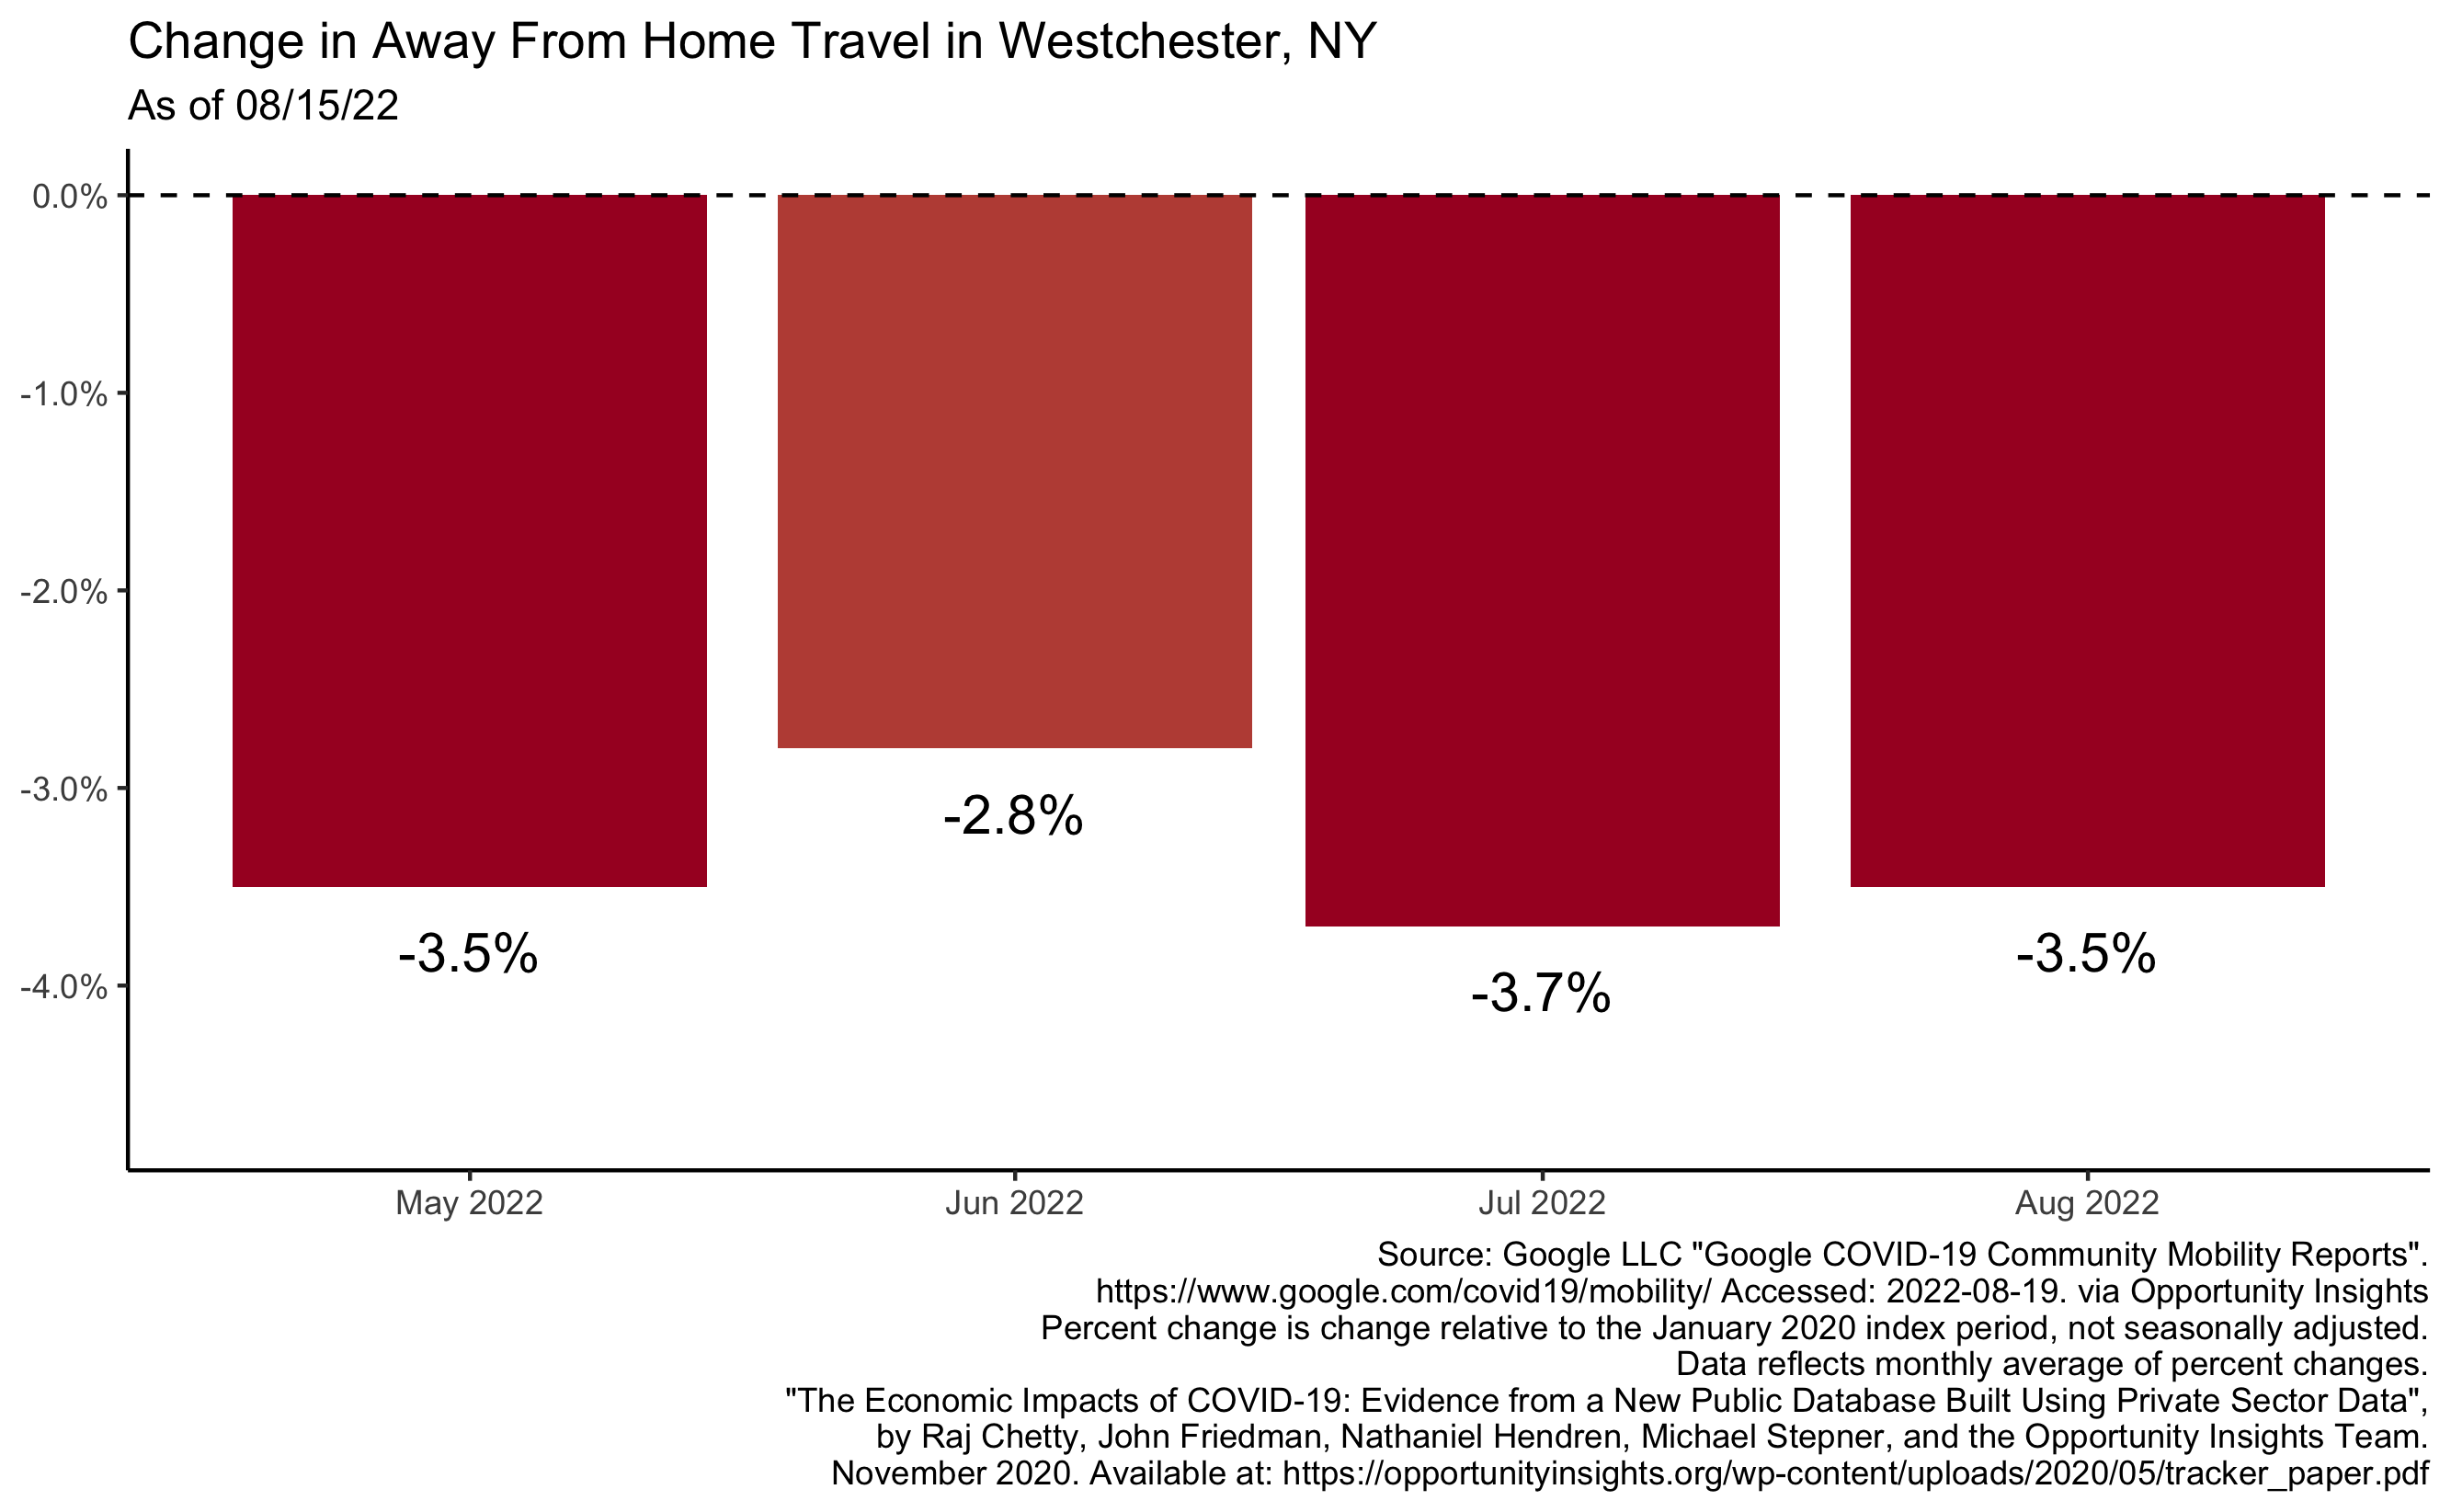 Change in Away From Home Travel in Westchester, NY
As of 08/15/22
0.0%
-1.0%
-2.0%
-3.0%
-4.0%
-3.5%
-2.8%
-3.7%
-3.5%
May 2022
Jun 2022
Jul 2022
Aug 2022
Source: Google LLC "Google COVID-19 Community Mobility Reports".
https://www.google.com/covid19/mobility/ Accessed: 2022-08-19. via Opportunity Insights
Percent change is change relative to the January 2020 index period, not seasonally adjusted.
Data reflects monthly average of percent changes.
"The Economic Impacts of COVID-19: Evidence from a New Public Database Built Using Private Sector Data",
by Raj Chetty, John Friedman, Nathaniel Hendren, Michael Stepner, and the Opportunity Insights Team.
November 2020. Available at: https://opportunityinsights.org/wp-content/uploads/2020/05/tracker_paper.pdf